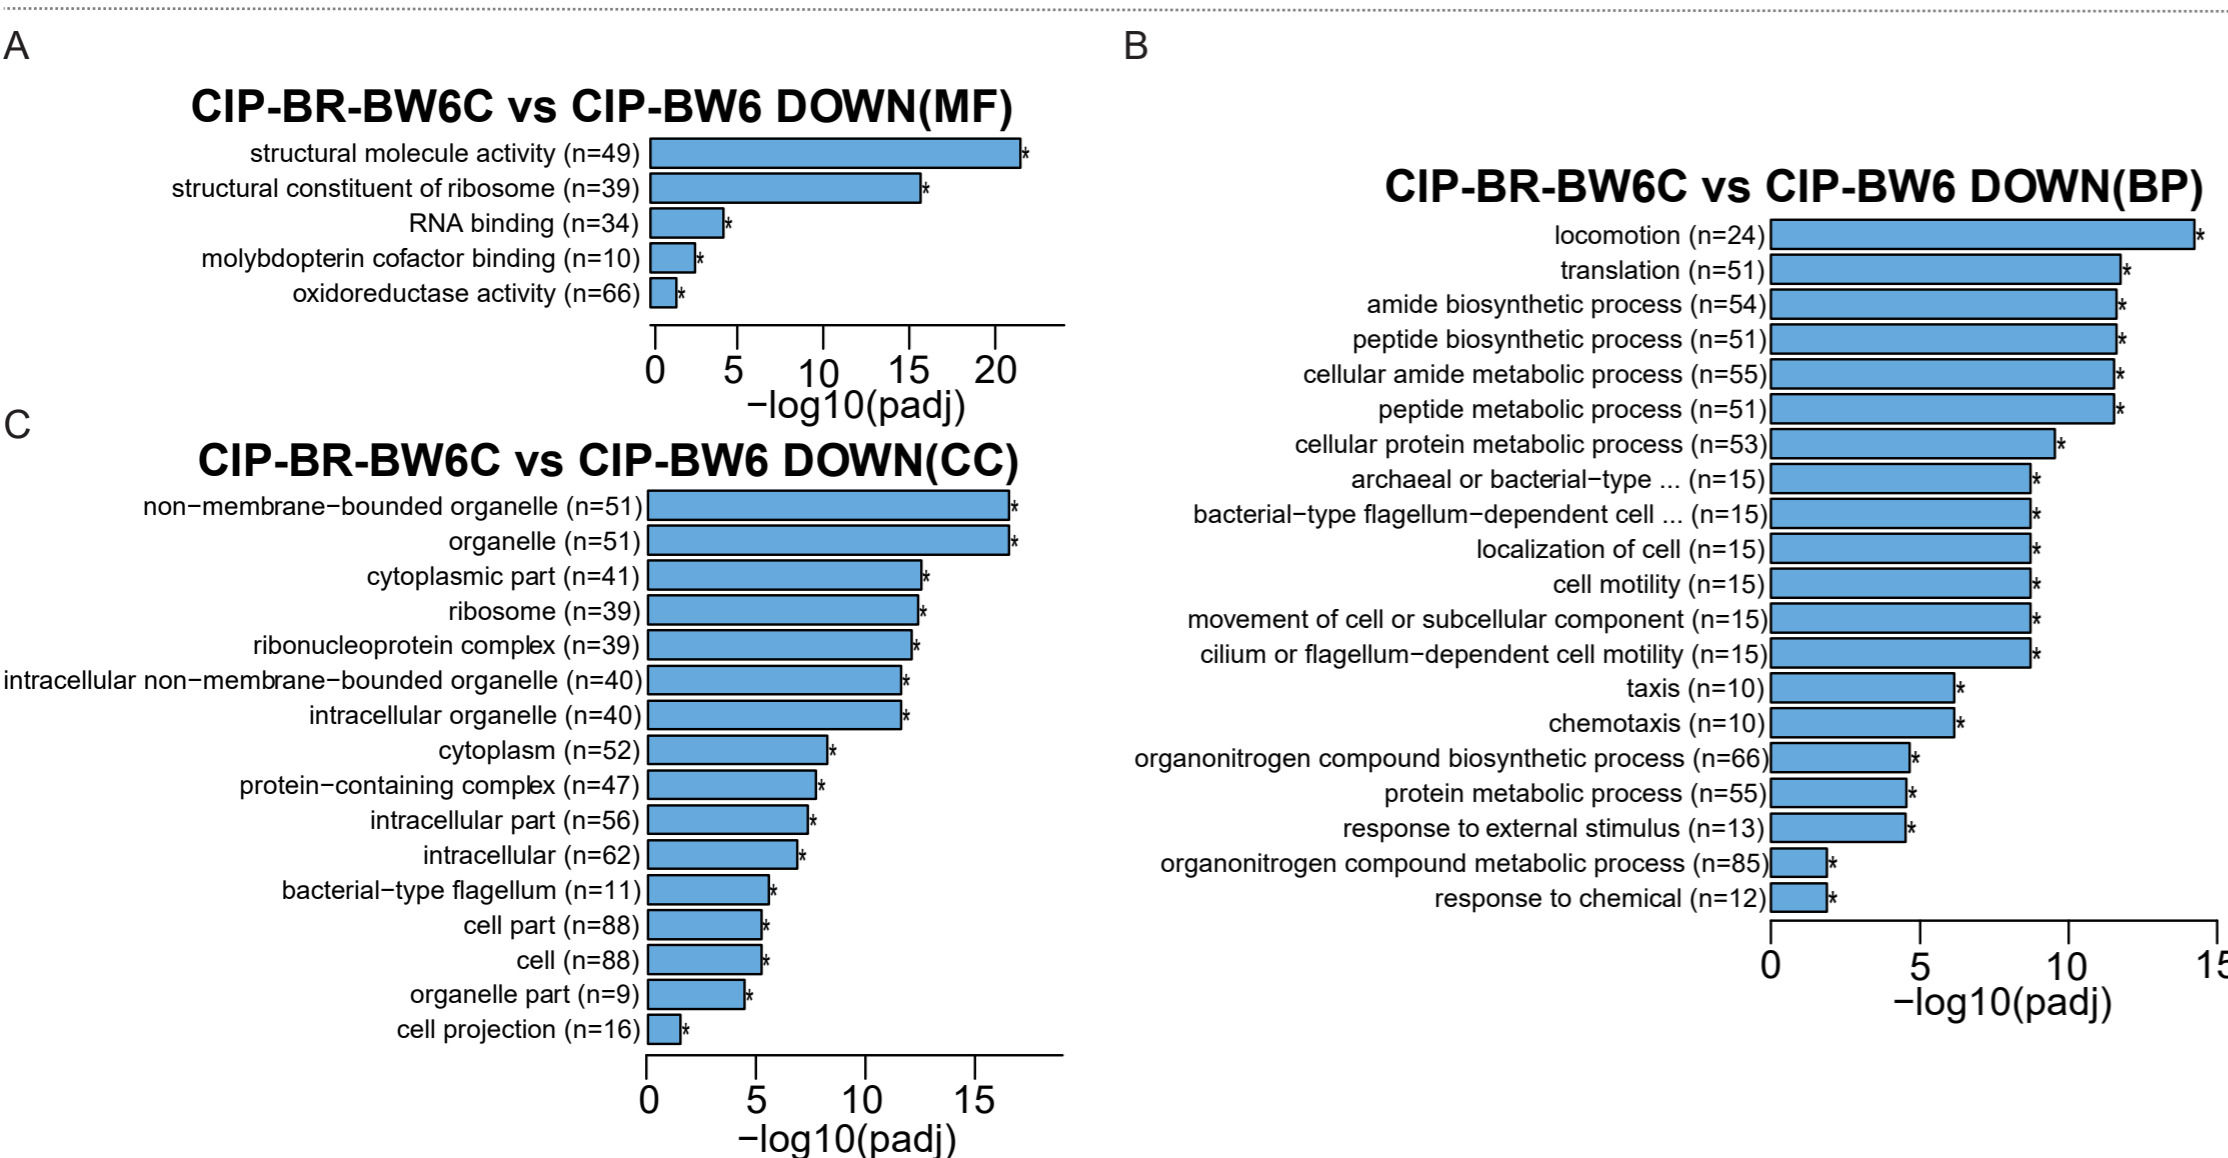 A
CIP-BR-BW6C vs CIP-BW6 DOWN(MF)
structural molecule activity (n=49) *
structural constituent of ribosome (n=39) *
RNA binding (n=34) *
molybdopterin cofactor binding (n=10) *
oxidoreductase activity (n=66) *
0 5 10 15 20
−log10(padj)
B
CIP-BR-BW6C vs CIP-BW6 DOWN(BP)
locomotion (n=24) *
translation (n=51) *
amide biosynthetic process (n=54) *
peptide biosynthetic process (n=51) *
cellular amide metabolic process (n=55) *
peptide metabolic process (n=51) *
cellular protein metabolic process (n=53) *
archaeal or bacterial−type ... (n=15) *
bacterial−type flagellum−dependent cell ... (n=15) *
localization of cell (n=15) *
cell motility (n=15) *
movement of cell or subcellular component (n=15) *
cilium or flagellum−dependent cell motility (n=15) *
taxis (n=10) *
chemotaxis (n=10) *
organonitrogen compound biosynthetic process (n=66) *
protein metabolic process (n=55) *
response to external stimulus (n=13) *
organonitrogen compound metabolic process (n=85) *
response to chemical (n=12) *
0 5 10 15
−log10(padj)
C
CIP-BR-BW6C vs CIP-BW6 DOWN(CC)
non−membrane−bounded organelle (n=51) *
organelle (n=51) *
cytoplasmic part (n=41) *
ribosome (n=39) *
ribonucleoprotein complex (n=39) *
intracellular non−membrane−bounded organelle (n=40) *
intracellular organelle (n=40) *
cytoplasm (n=52) *
protein−containing complex (n=47) *
intracellular part (n=56) *
intracellular (n=62) *
bacterial−type flagellum (n=11) *
cell part (n=88) *
cell (n=88) *
organelle part (n=9) *
cell projection (n=16) *
0 5 10 15
−log10(padj)